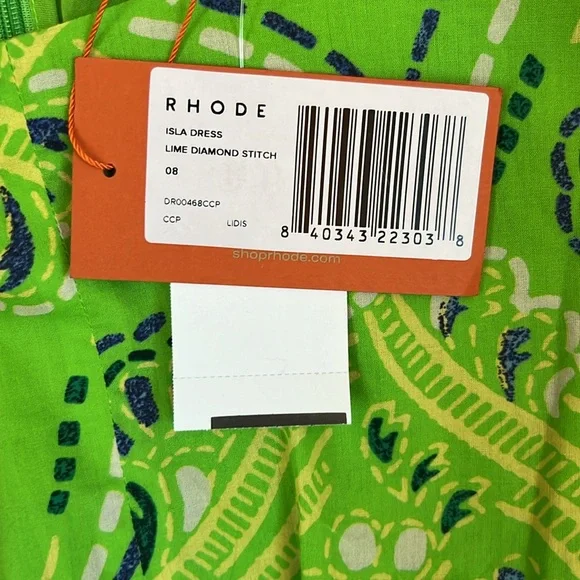 RHODE
ISLA DRESS
LIME DIAMOND STITCH
08
DR00468CCP
CCP LIDIS
8 40343 22303 8
shoprhode.com